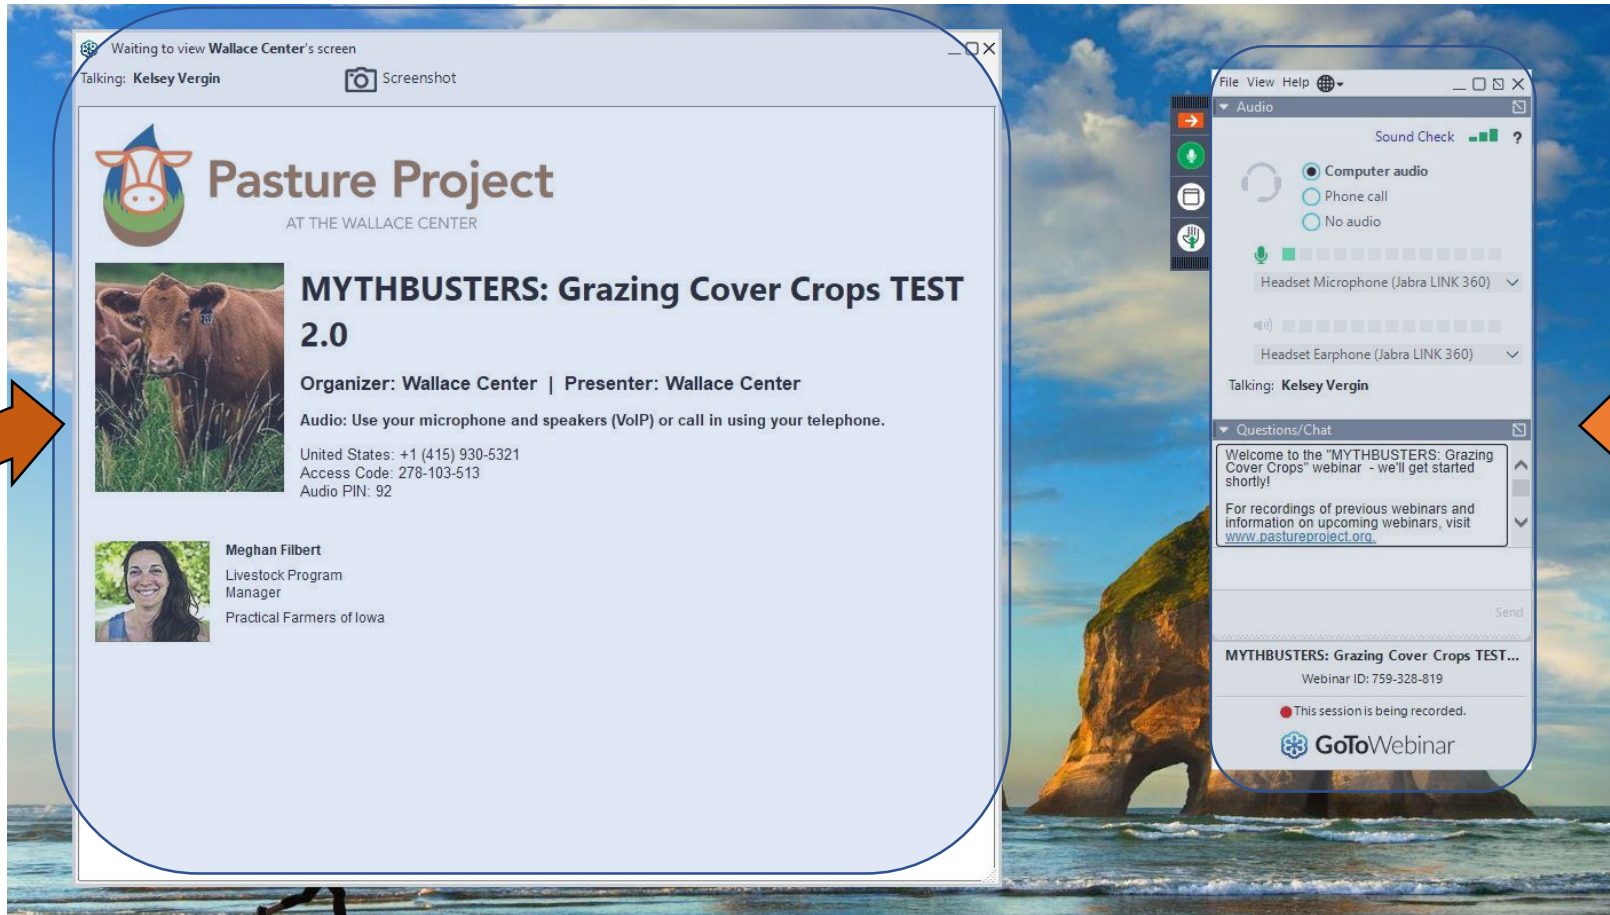 Waiting to view Wallace Center's screen
Talking: Kelsey Vergin
Screenshot
Pasture Project
AT THE WALLACE CENTER
MYTHBUSTERS: Grazing Cover Crops TEST
2.0
Organizer: Wallace Center | Presenter: Wallace Center
Audio: Use your microphone and speakers (VoIP) or call in using your telephone.
United States: +1 (415) 930-5321
Access Code: 278-103-513
Audio PIN: 92
Meghan Filbert
Livestock Program
Manager
Practical Farmers of Iowa
File View Help
Audio
Sound Check ?
Computer audio
Phone call
No audio
Headset Microphone (Jabra LINK 360)
Headset Earphone (Jabra LINK 360)
Talking: Kelsey Vergin
Questions/Chat
Welcome to the "MYTHBUSTERS: Grazing
Cover Crops" webinar - we'll get started
shortly!
For recordings of previous webinars and
information on upcoming webinars, visit
www.pastureproject.org.
Send
MYTHBUSTERS: Grazing Cover Crops TEST...
Webinar ID: 759-328-819
This session is being recorded.
GoToWebinar